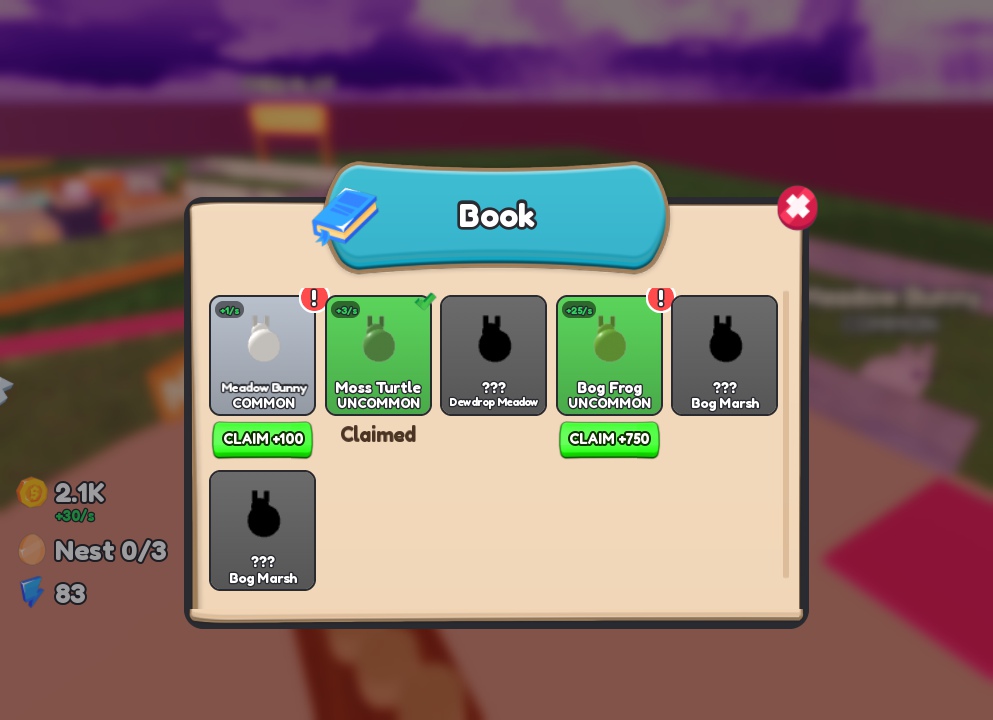 Book
+1/s
Meadow Bunny
COMMON
CLAIM +100
+3/s
Moss Turtle
UNCOMMON
Claimed
???
Dewdrop Meadow
+25/s
Bog Frog
UNCOMMON
CLAIM +750
???
Bog Marsh
???
Bog Marsh
2.1K
+30/s
Nest 0/3
83